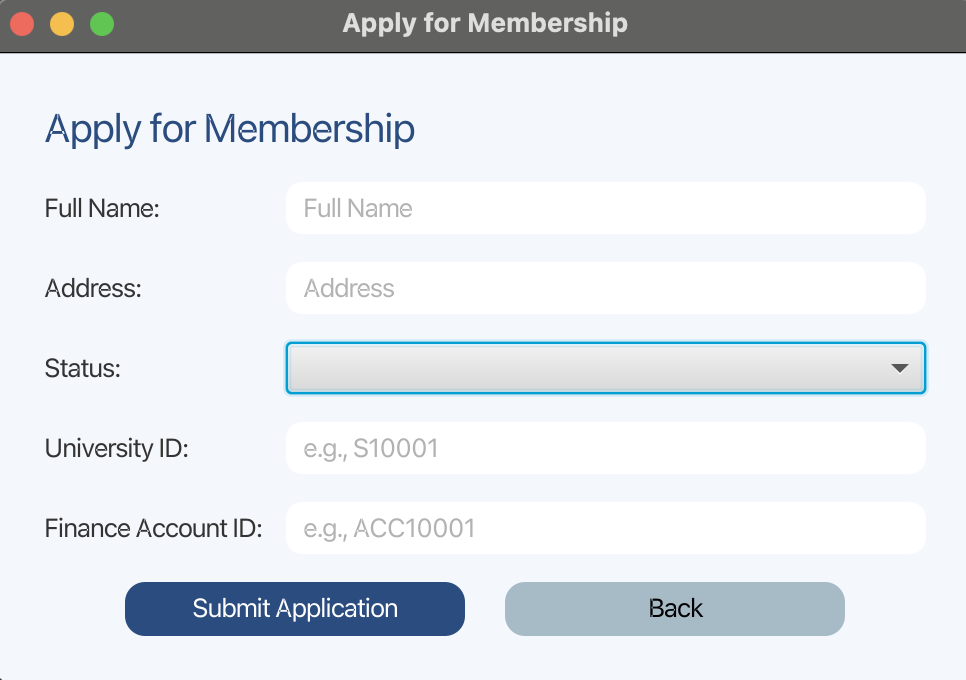 Apply for Membership
Apply for Membership
Full Name: Full Name
Address: Address
Status:
University ID: e.g., S10001
Finance Account ID: e.g., ACC10001
Submit Application Back